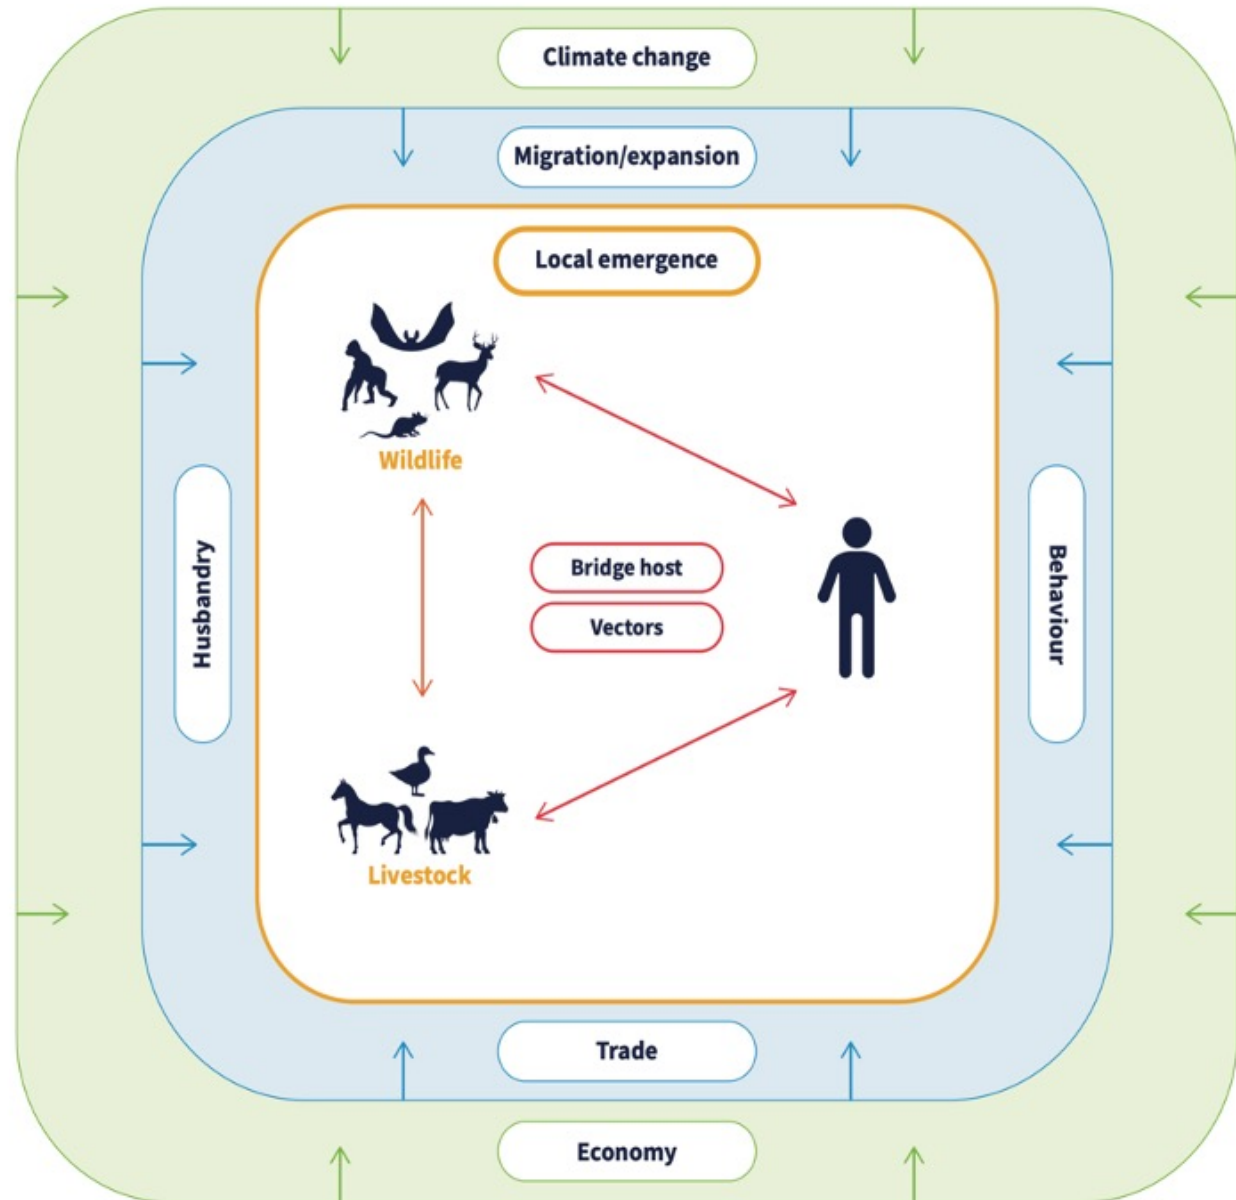 Climate change
Migration/expansion
Local emergence
Wildlife
Bridge host
Vectors
Husbandry
Behaviour
Livestock
Trade
Economy